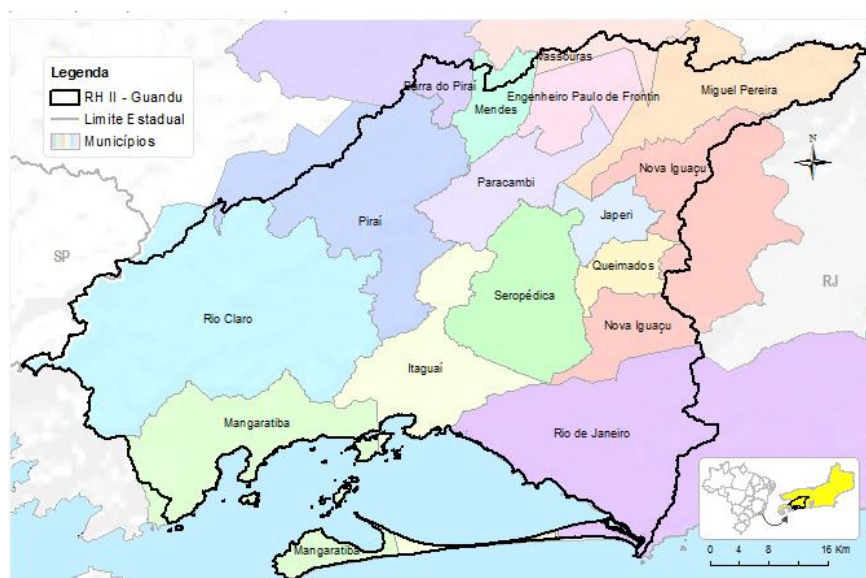 Legenda
RH II - Guandu
Limite Estadual
Municípios
Vassouras
Barra do Piraí
Mendes
Engenheiro Paulo de Frontin
Miguel Pereira
N
Nova Iguaçu
Paracambi
Piraí
Japeri
SP
Queimados
RJ
Seropédica
Rio Claro
Nova Iguaçu
Itaguaí
Mangaratiba
Rio de Janeiro
Mangaratiba
0 4 8 16 Km